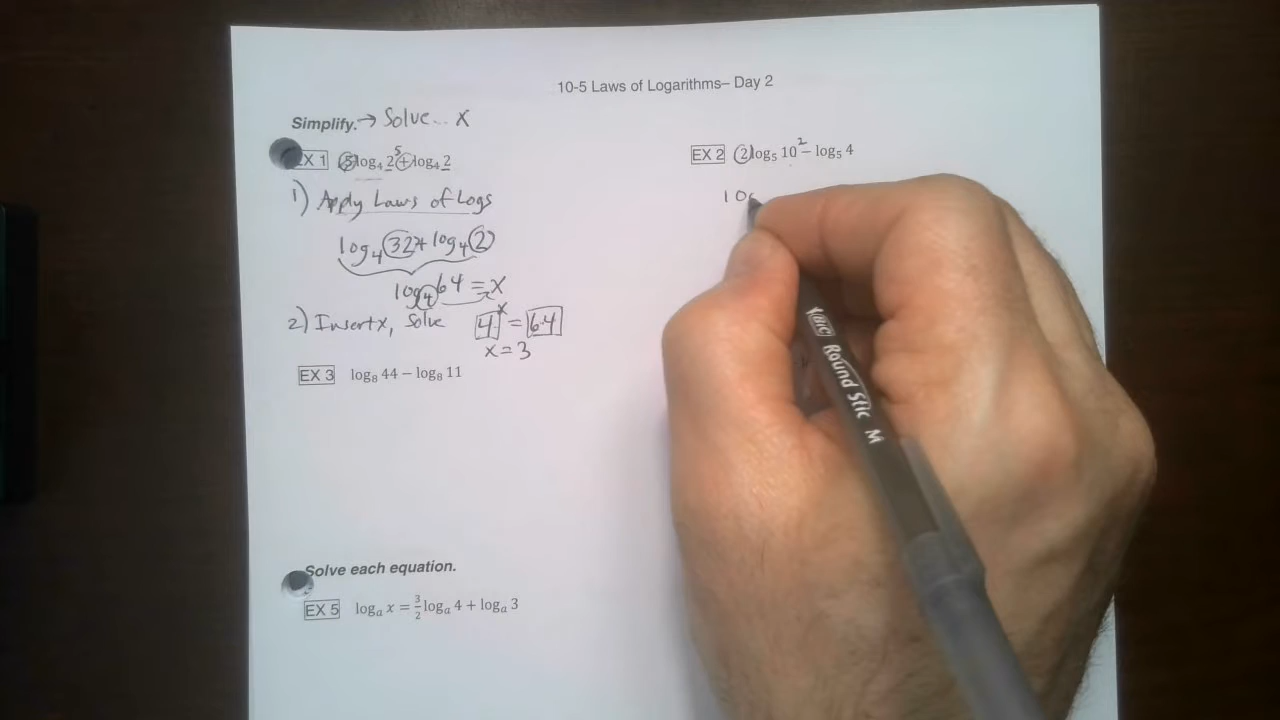 10-5 Laws of Logarithms– Day 2
Simplify. → Solve... x
EX 1 5log₄ 2⁵ + log₄ 2
1) Apply Laws of Logs
log₄ 32 + log₄ 2
log₄ 64 = x
2) Insert x, Solve 4ˣ = 64
x = 3
EX 2 2log₅ 10² − log₅ 4
log
EX 3 log₈ 44 − log₈ 11
Solve each equation.
EX 5 logₐ x = 3/2 logₐ 4 + logₐ 3
BIC Round Stic M